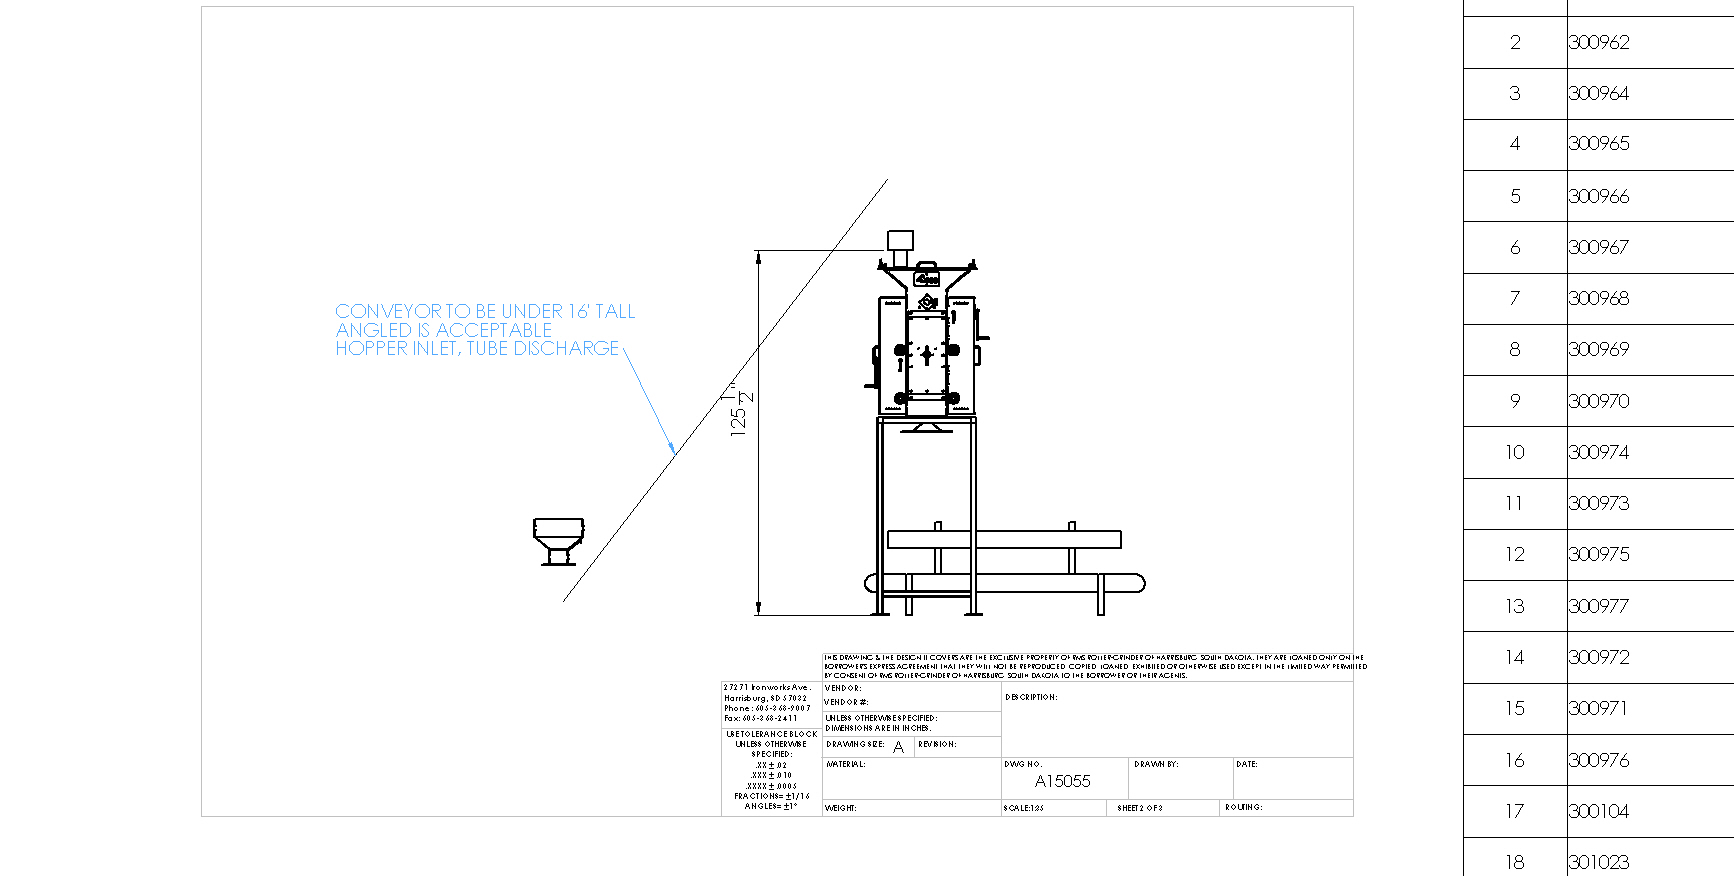 CONVEYOR TO BE UNDER 16' TALL
ANGLED IS ACCEPTABLE
HOPPER INLET, TUBE DISCHARGE
125 1/2"
THIS DRAWING & THE DESIGN IT COVERS ARE THE EXCLUSIVE PROPERTY OF RMS ROLLER-GRINDER OF HARRISBURG, SOUTH DAKOTA. THEY ARE LOANED ONLY ON THE
BORROWER'S EXPRESS AGREEMENT THAT THEY WILL NOT BE REPRODUCED, COPIED, LOANED, EXHIBITED OR OTHERWISE USED EXCEPT IN THE LIMITED WAY PERMITTED
BY CONSENT OF RMS ROLLER-GRINDER OF HARRISBURG, SOUTH DAKOTA TO THE BORROWER OR THEIR AGENTS.
27271 Ironworks Ave.
Harrisburg, SD 57032
Phone: 605-368-9007
Fax: 605-368-2411
USE TOLERANCE BLOCK
UNLESS OTHERWISE
SPECIFIED:
.XX ± .02
.XXX ± .010
.XXXX ± .0005
FRACTIONS= ±1/16
ANGLES= ±1°
VENDOR:
VENDOR #:
UNLESS OTHERWISE SPECIFIED:
DIMENSIONS ARE IN INCHES.
DRAWING SIZE: A
REVISION:
MATERIAL:
WEIGHT:
DESCRIPTION:
DWG NO.
A15055
DRAWN BY:
DATE:
SCALE:1:35
SHEET 2 OF 3
ROUTING:
2 300962
3 300964
4 300965
5 300966
6 300967
7 300968
8 300969
9 300970
10 300974
11 300973
12 300975
13 300977
14 300972
15 300971
16 300976
17 300104
18 301023